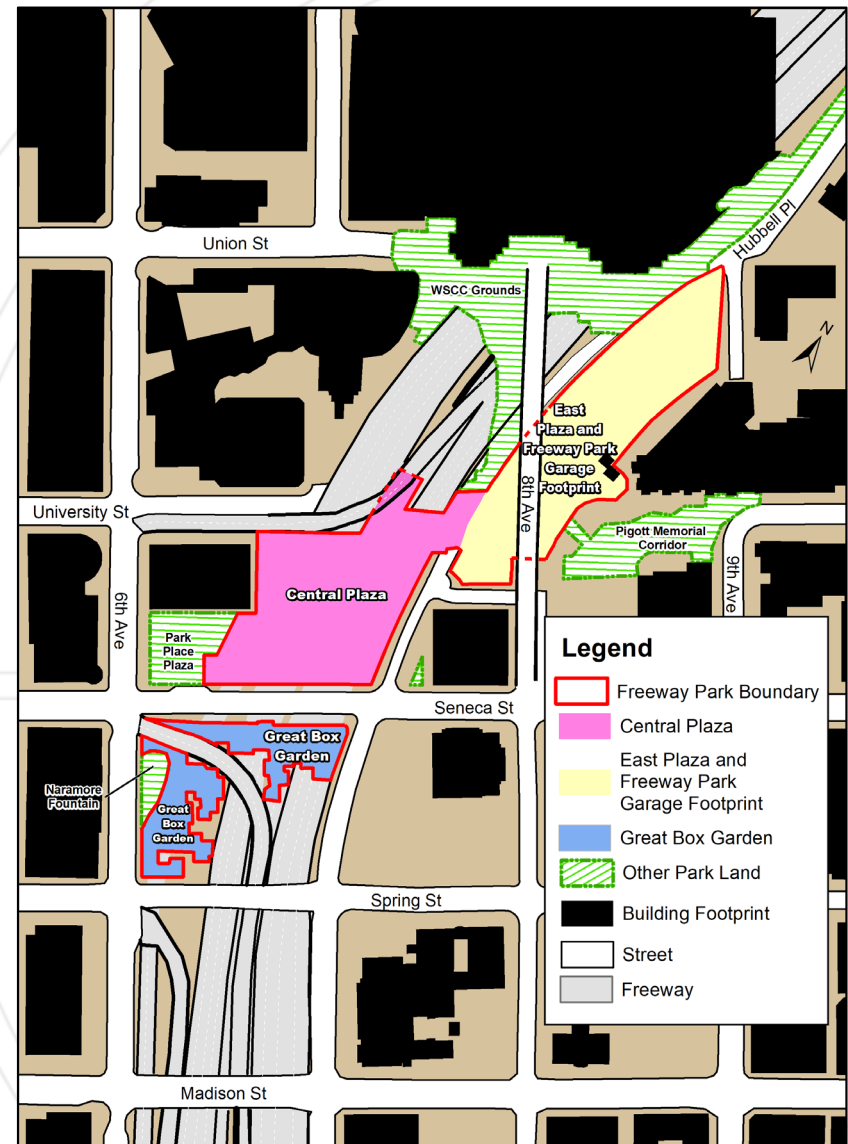 Union St
Hubbell Pl
WSCC Grounds
N
East
Plaza and
Freeway Park
Garage
Footprint
8th Ave
University St
Pigott Memorial
Corridor
6th Ave
9th Ave
Central Plaza
Park
Place
Plaza
Seneca St
Great Box
Garden
Naramore
Fountain
Great
Box
Garden
Spring St
Madison St
Legend
Freeway Park Boundary
Central Plaza
East Plaza and
Freeway Park
Garage Footprint
Great Box Garden
Other Park Land
Building Footprint
Street
Freeway